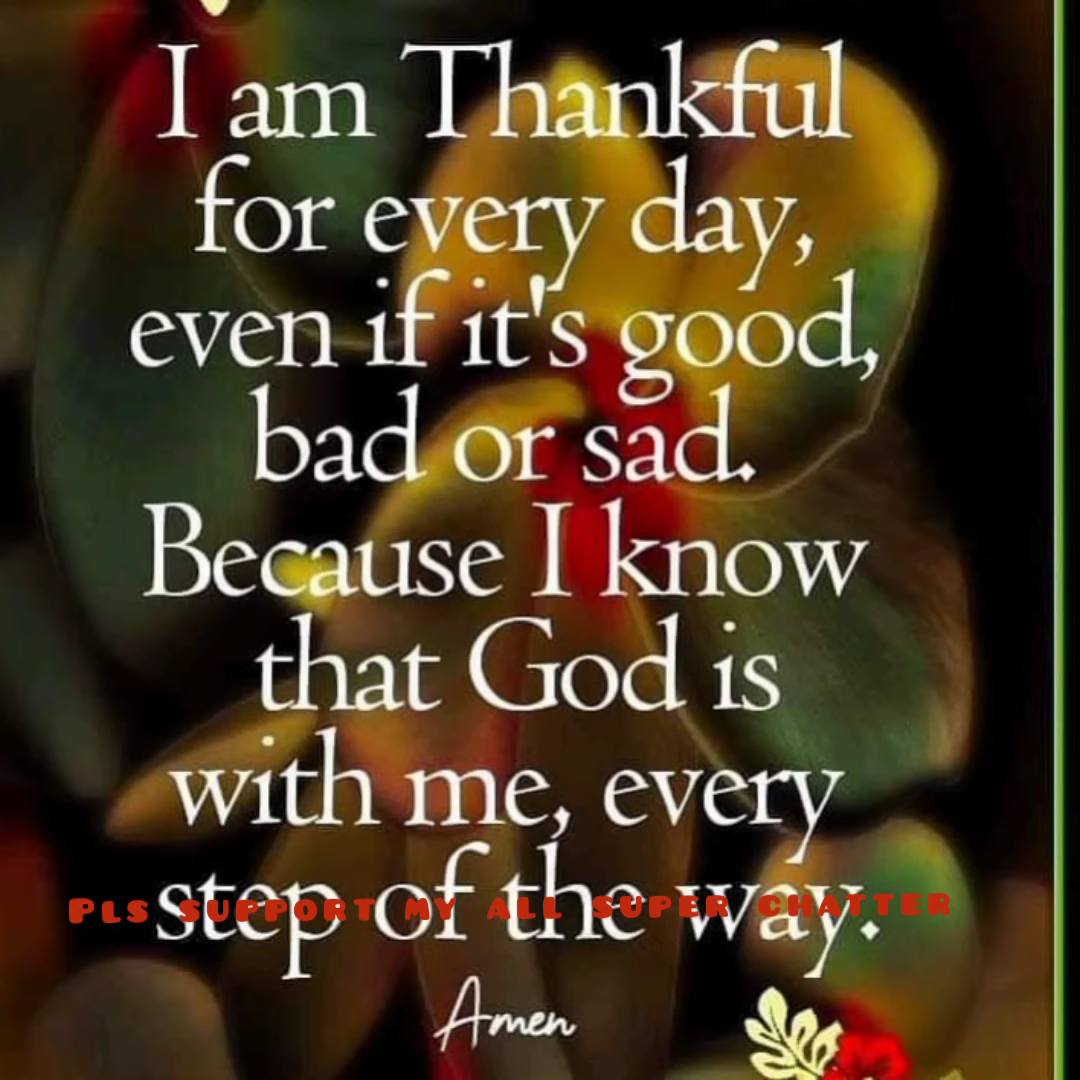 I am Thankful
for every day,
even if it's good,
bad or sad.
Because I know
that God is
with me, every
step of the way.
Pls support my all super chatter
Amen